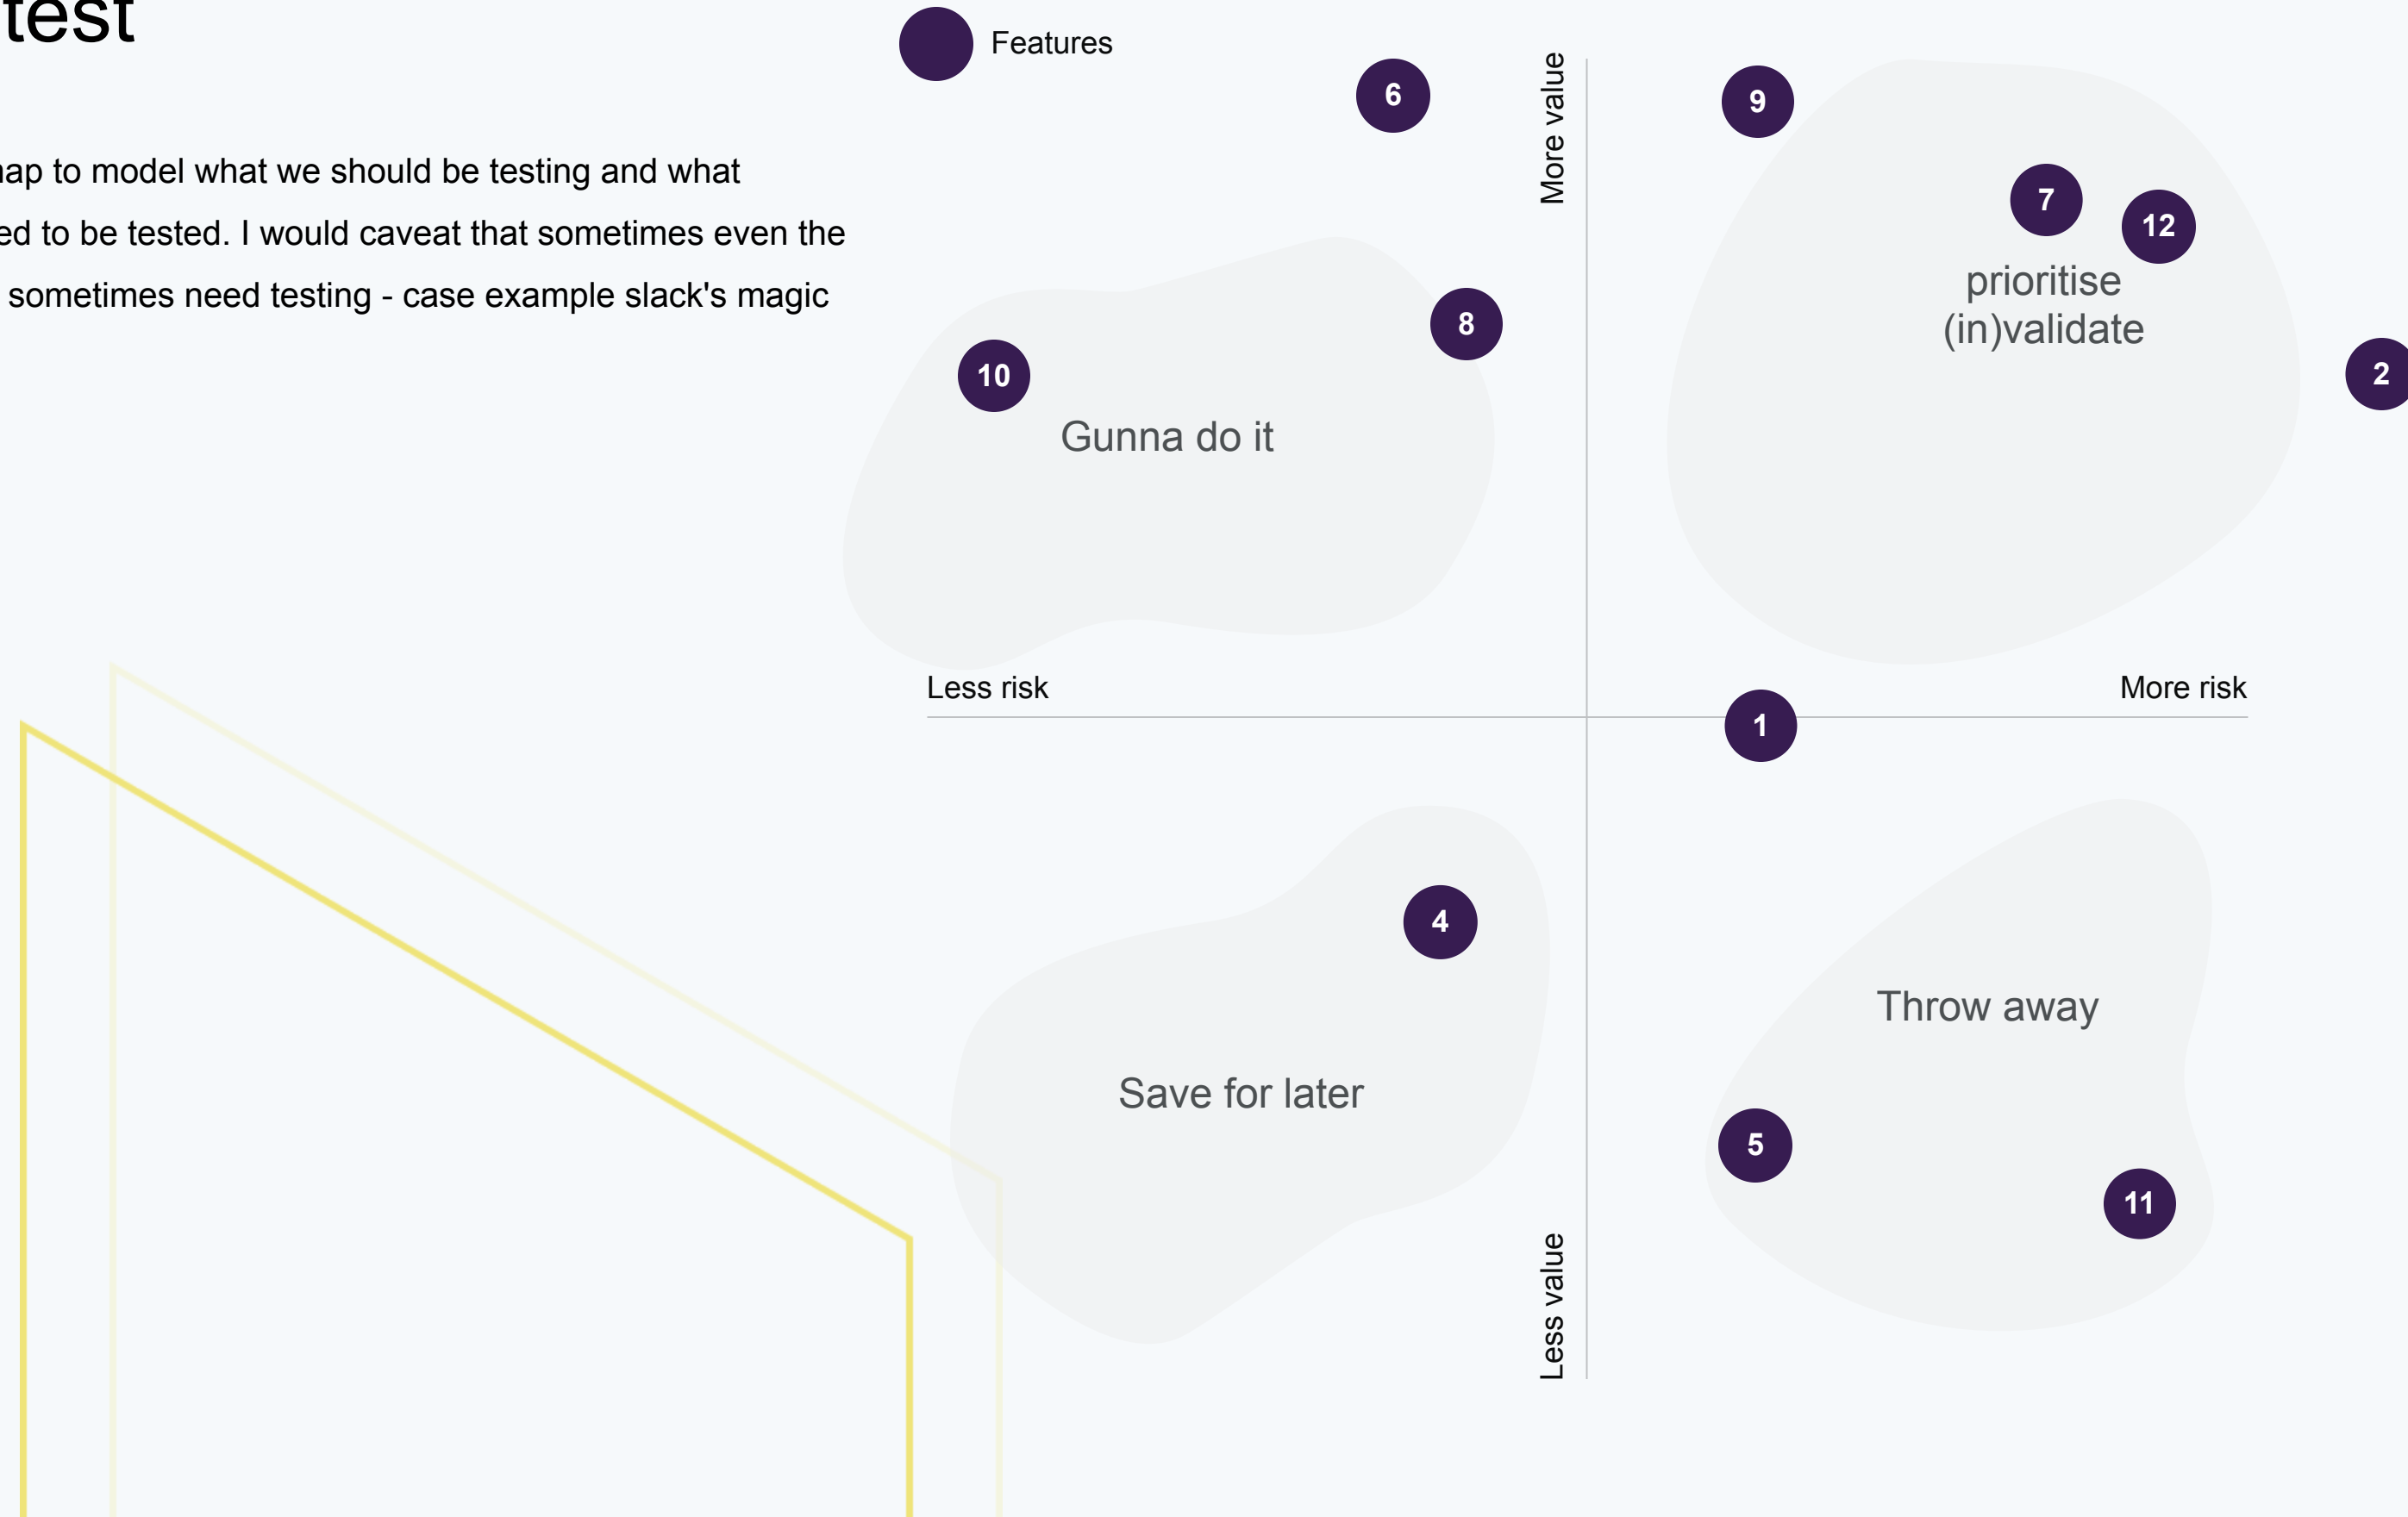 test
ap to model what we should be testing and what
ed to be tested. I would caveat that sometimes even the
sometimes need testing - case example slack's magic
Features
6
More value
9
7
12
prioritise
(in)validate
8
10
2
Gunna do it
Less risk
More risk
1
4
Throw away
Save for later
5
11
Less value